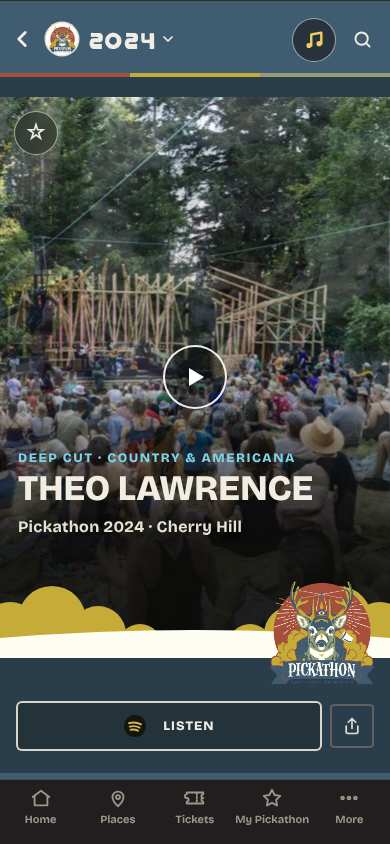 2024
DEEP CUT · COUNTRY & AMERICANA
THEO LAWRENCE
Pickathon 2024 · Cherry Hill
PICKATHON
LISTEN
Home
Places
Tickets
My Pickathon
More